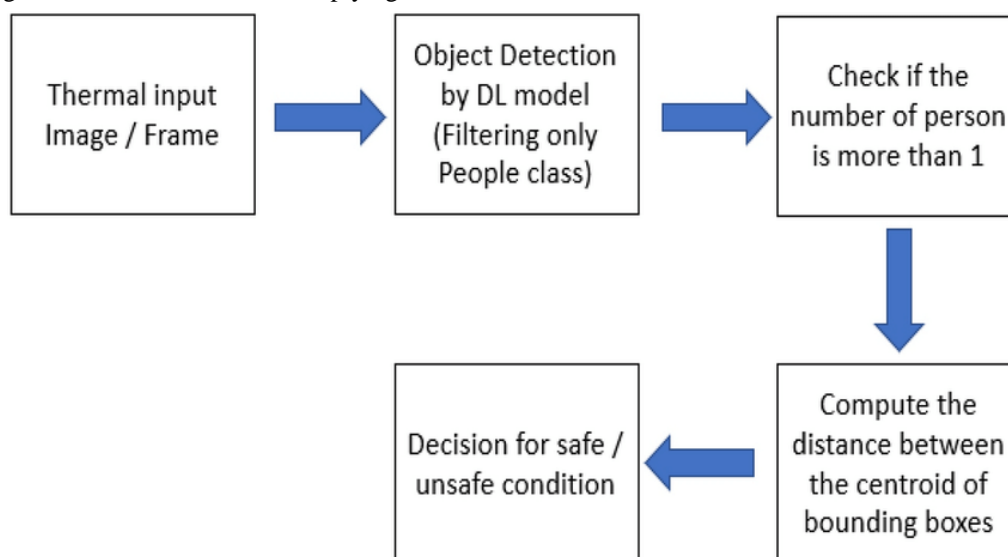 Thermal input
Image / Frame
Object Detection
by DL model
(Filtering only
People class)
Check if the
number of person
is more than 1
Compute the
distance between
the centroid of
bounding boxes
Decision for safe /
unsafe condition